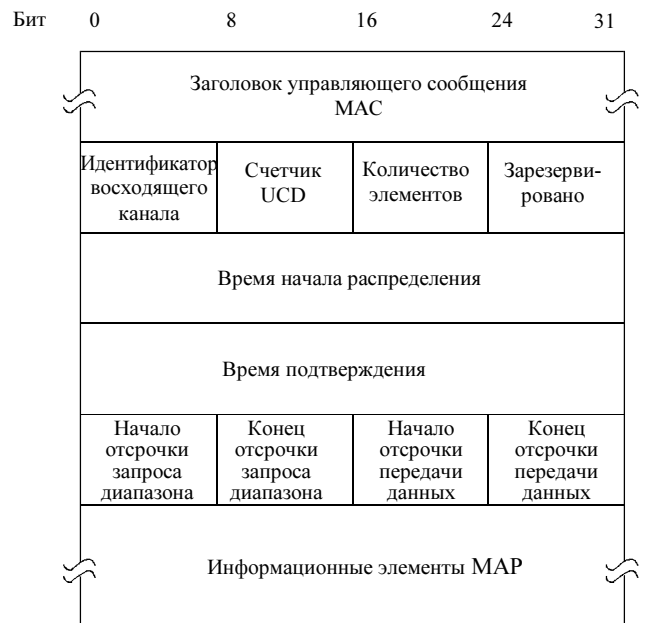 Бит 0 8 16 24 31
Заголовок управляющего сообщения
MAC
Идентификатор
восходящего
канала
Счетчик
UCD
Количество
элементов
Зарезерви-
ровано
Время начала распределения
Время подтверждения
Начало
отсрочки
запроса
диапазона
Конец
отсрочки
запроса
диапазона
Начало
отсрочки
передачи
данных
Конец
отсрочки
передачи
данных
Информационные элементы MAP